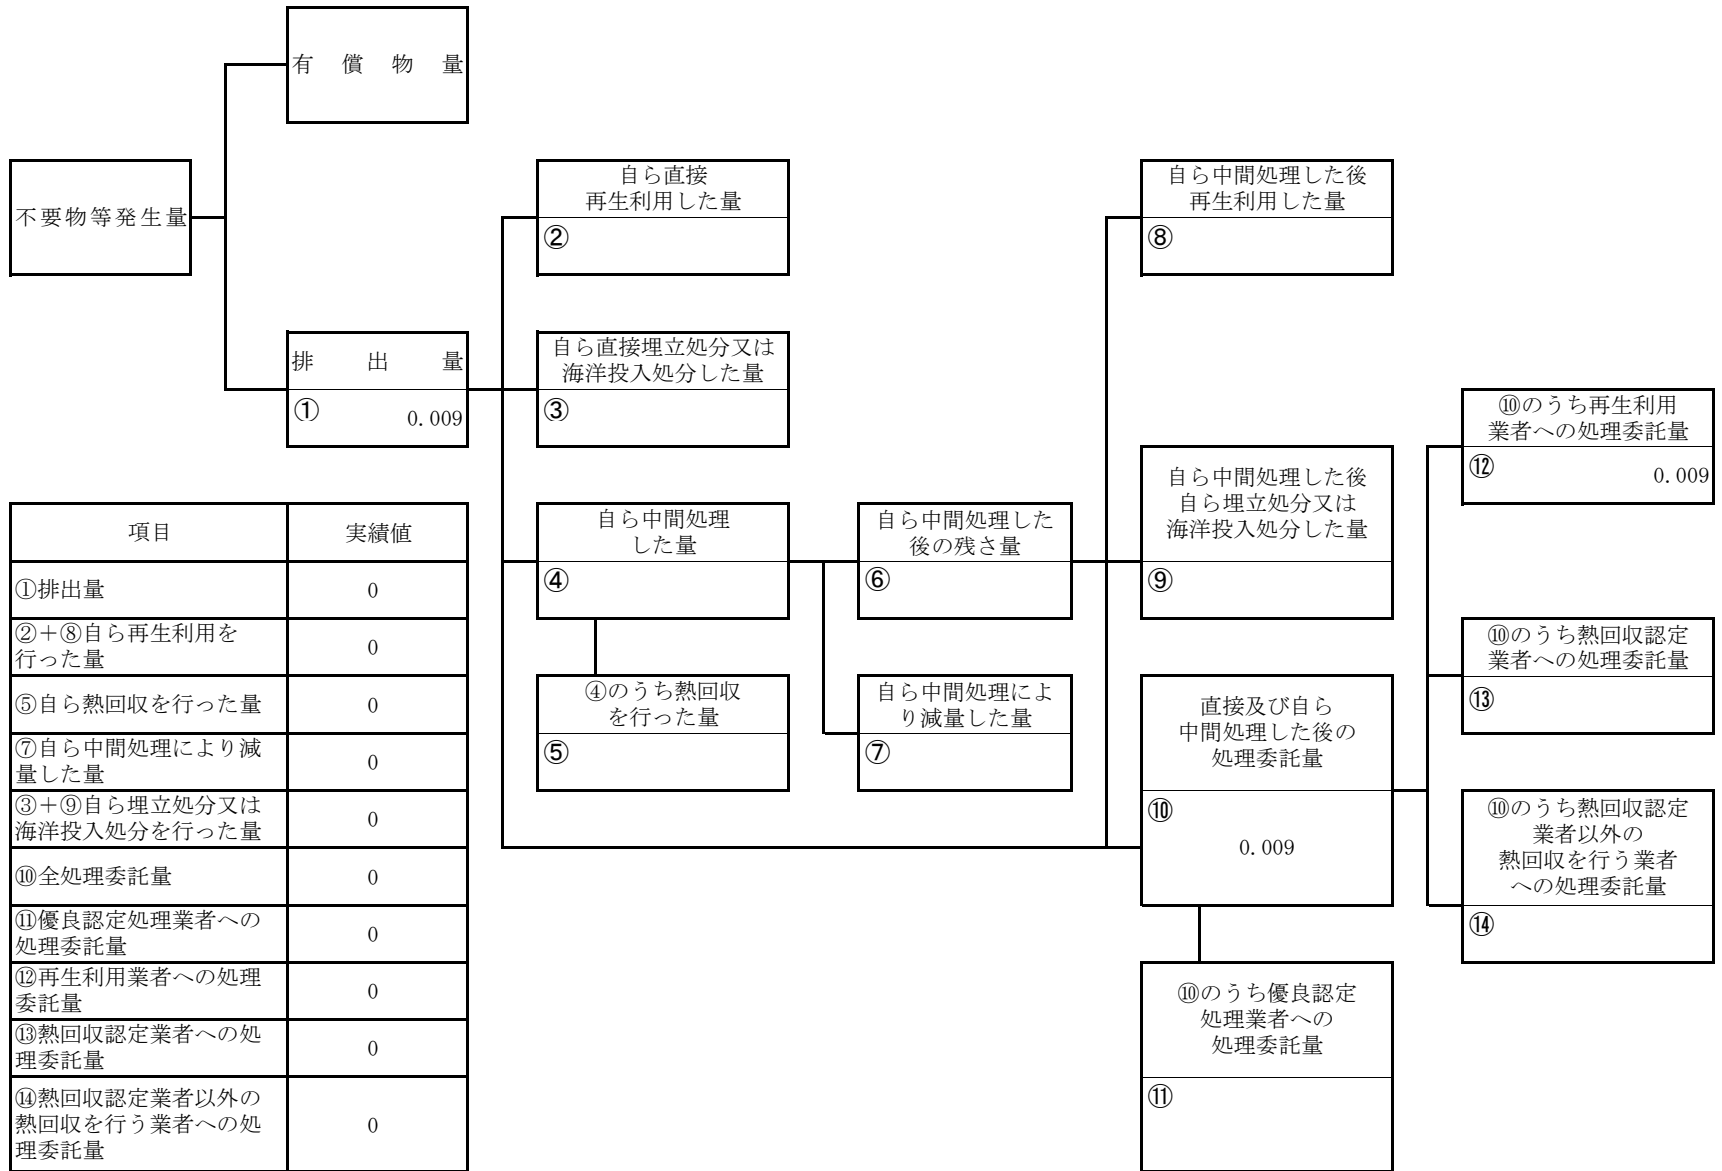 有償物量
不要物等発生量
排出量
① 0.009
自ら直接
再生利用した量
②
自ら直接埋立処分又は
海洋投入処分した量
③
自ら中間処理
した量
④
④のうち熱回収
を行った量
⑤
自ら中間処理した
後の残さ量
⑥
自ら中間処理によ
り減量した量
⑦
自ら中間処理した後
再生利用した量
⑧
自ら中間処理した後
自ら埋立処分又は
海洋投入処分した量
⑨
直接及び自ら
中間処理した後の
処理委託量
⑩
0.009
⑩のうち優良認定
処理業者への
処理委託量
⑪
⑩のうち再生利用
業者への処理委託量
⑫ 0.009
⑩のうち熱回収認定
業者への処理委託量
⑬
⑩のうち熱回収認定
業者以外の
熱回収を行う業者
への処理委託量
⑭
項目 実績値
①排出量 0
②+⑧自ら再生利用を
行った量 0
⑤自ら熱回収を行った量 0
⑦自ら中間処理により減
量した量 0
③+⑨自ら埋立処分又は
海洋投入処分を行った量 0
⑩全処理委託量 0
⑪優良認定処理業者への
処理委託量 0
⑫再生利用業者への処理
委託量 0
⑬熱回収認定業者への処
理委託量 0
⑭熱回収認定業者以外の
熱回収を行う業者への処 0
理委託量